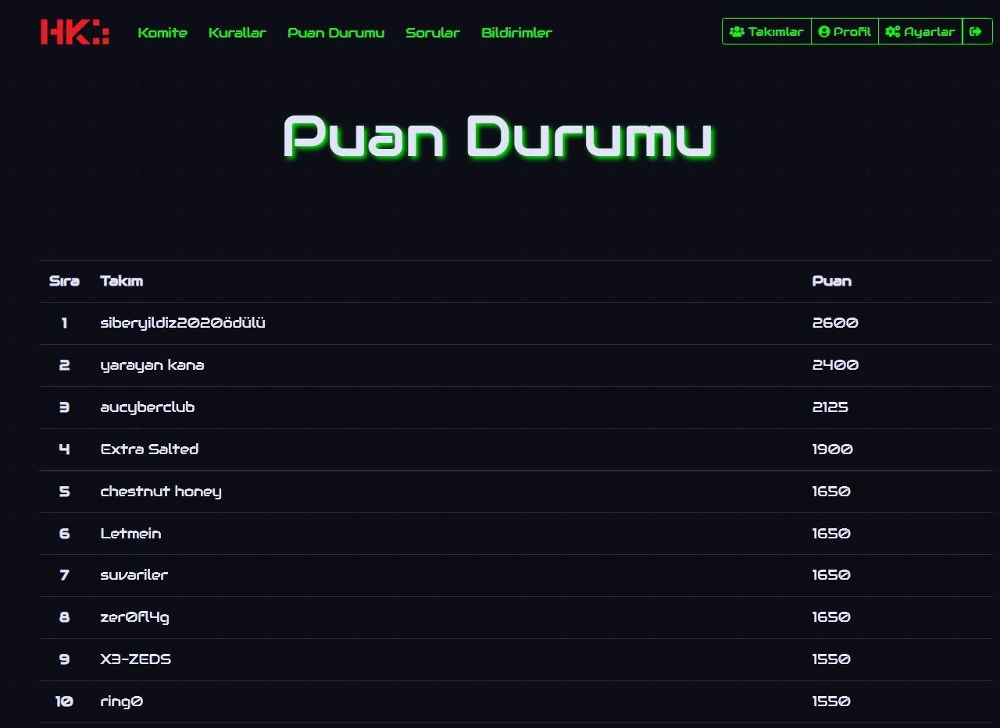 HK Komite Kurallar Puan Durumu Sorular Bildirimler Takımlar Profil Ayarlar
Puan Durumu
Sıra Takım Puan
1 siberyildiz2020ödülü 2600
2 yarayan kana 2400
3 aucyberclub 2125
4 Extra Salted 1900
5 chestnut honey 1650
6 Letmein 1650
7 suvariler 1650
8 zer0fl4g 1650
9 X3-ZEDS 1550
10 ring0 1550